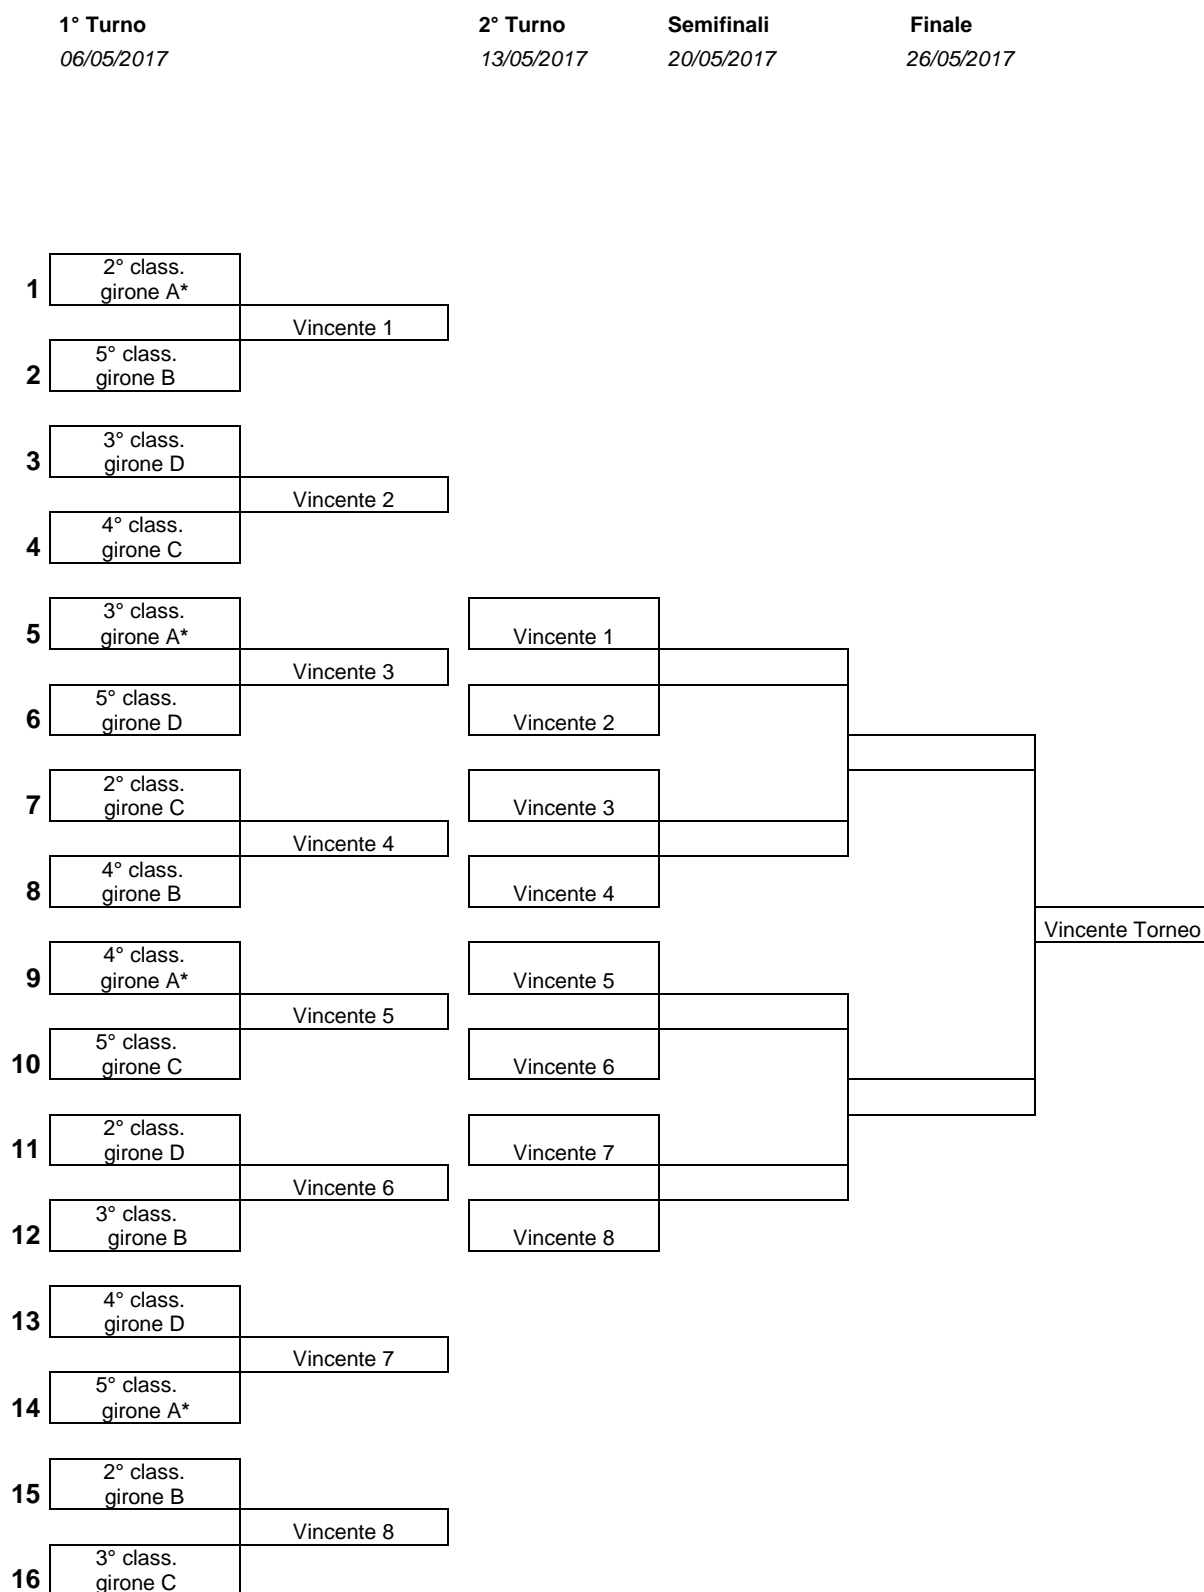 1° Turno 2° Turno Semifinali Finale
06/05/2017 13/05/2017 20/05/2017 26/05/2017
2° class.
1 girone A*
Vincente 1
5° class.
2 girone B
3° class.
3 girone D
Vincente 2
4° class.
4 girone C
3° class.
5 girone A* Vincente 1
Vincente 3
5° class.
6 girone D Vincente 2
2° class.
7 girone C Vincente 3
Vincente 4
4° class.
8 girone B Vincente 4
Vincente Torneo
4° class.
9 girone A* Vincente 5
Vincente 5
5° class.
10 girone C Vincente 6
2° class.
11 girone D Vincente 7
Vincente 6
3° class.
12 girone B Vincente 8
4° class.
13 girone D
Vincente 7
5° class.
14 girone A*
2° class.
15 girone B
Vincente 8
3° class.
16 girone C